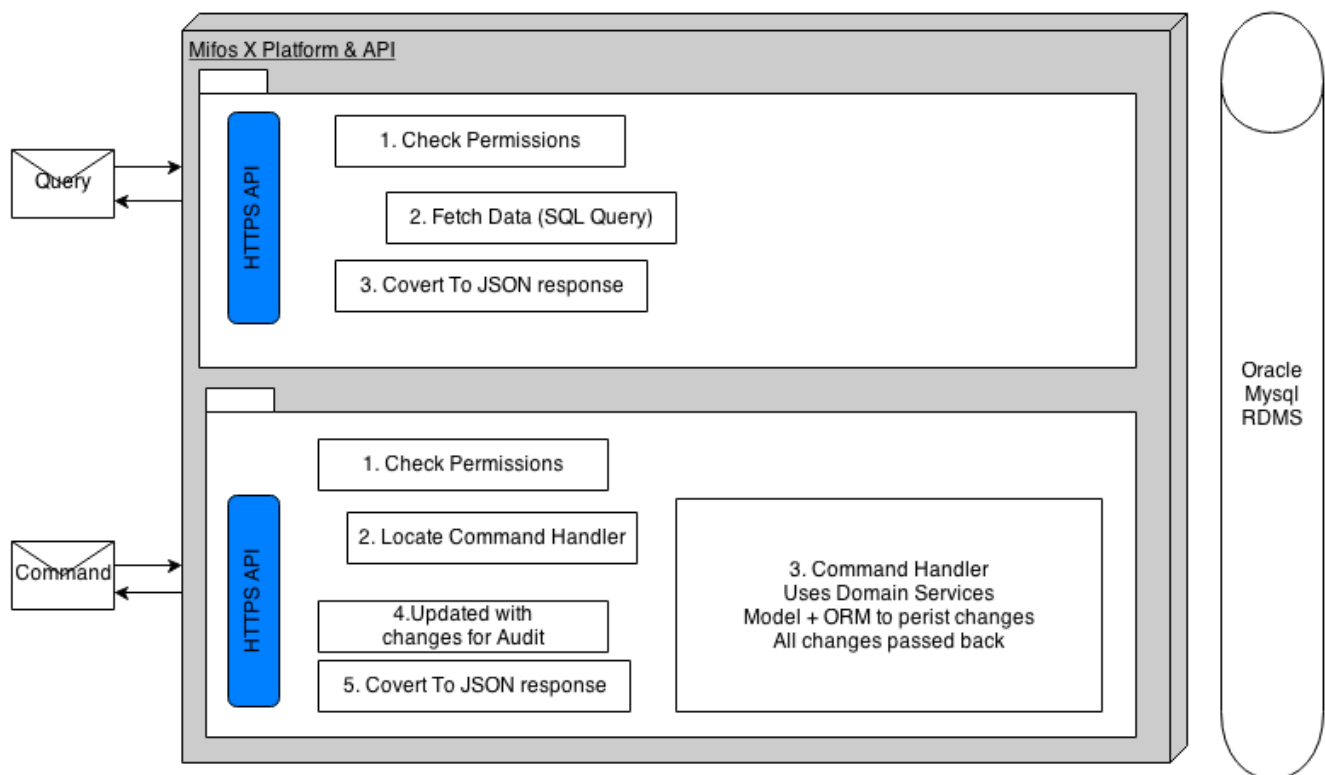 Mifos X Platform & API
Query
HTTPS API
1. Check Permissions
2. Fetch Data (SQL Query)
3. Covert To JSON response
Command
HTTPS API
1. Check Permissions
2. Locate Command Handler
3. Command Handler
Uses Domain Services
Model + ORM to perist changes
All changes passed back
4.Updated with
changes for Audit
5. Covert To JSON response
Oracle
Mysql
RDMS